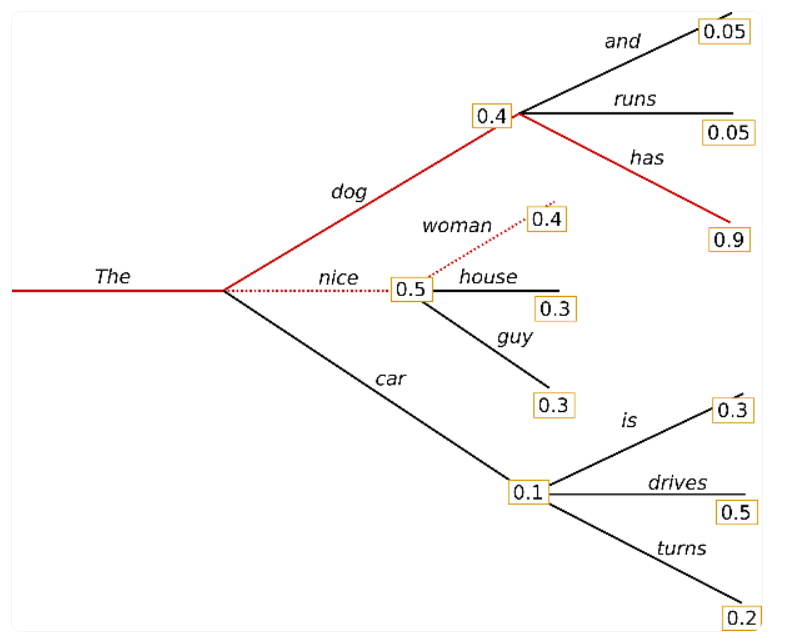 and
0.05
0.4
runs
0.05
has
0.9
dog
woman
0.4
The
nice
0.5
house
0.3
guy
0.3
car
is
0.3
0.1
drives
0.5
turns
0.2